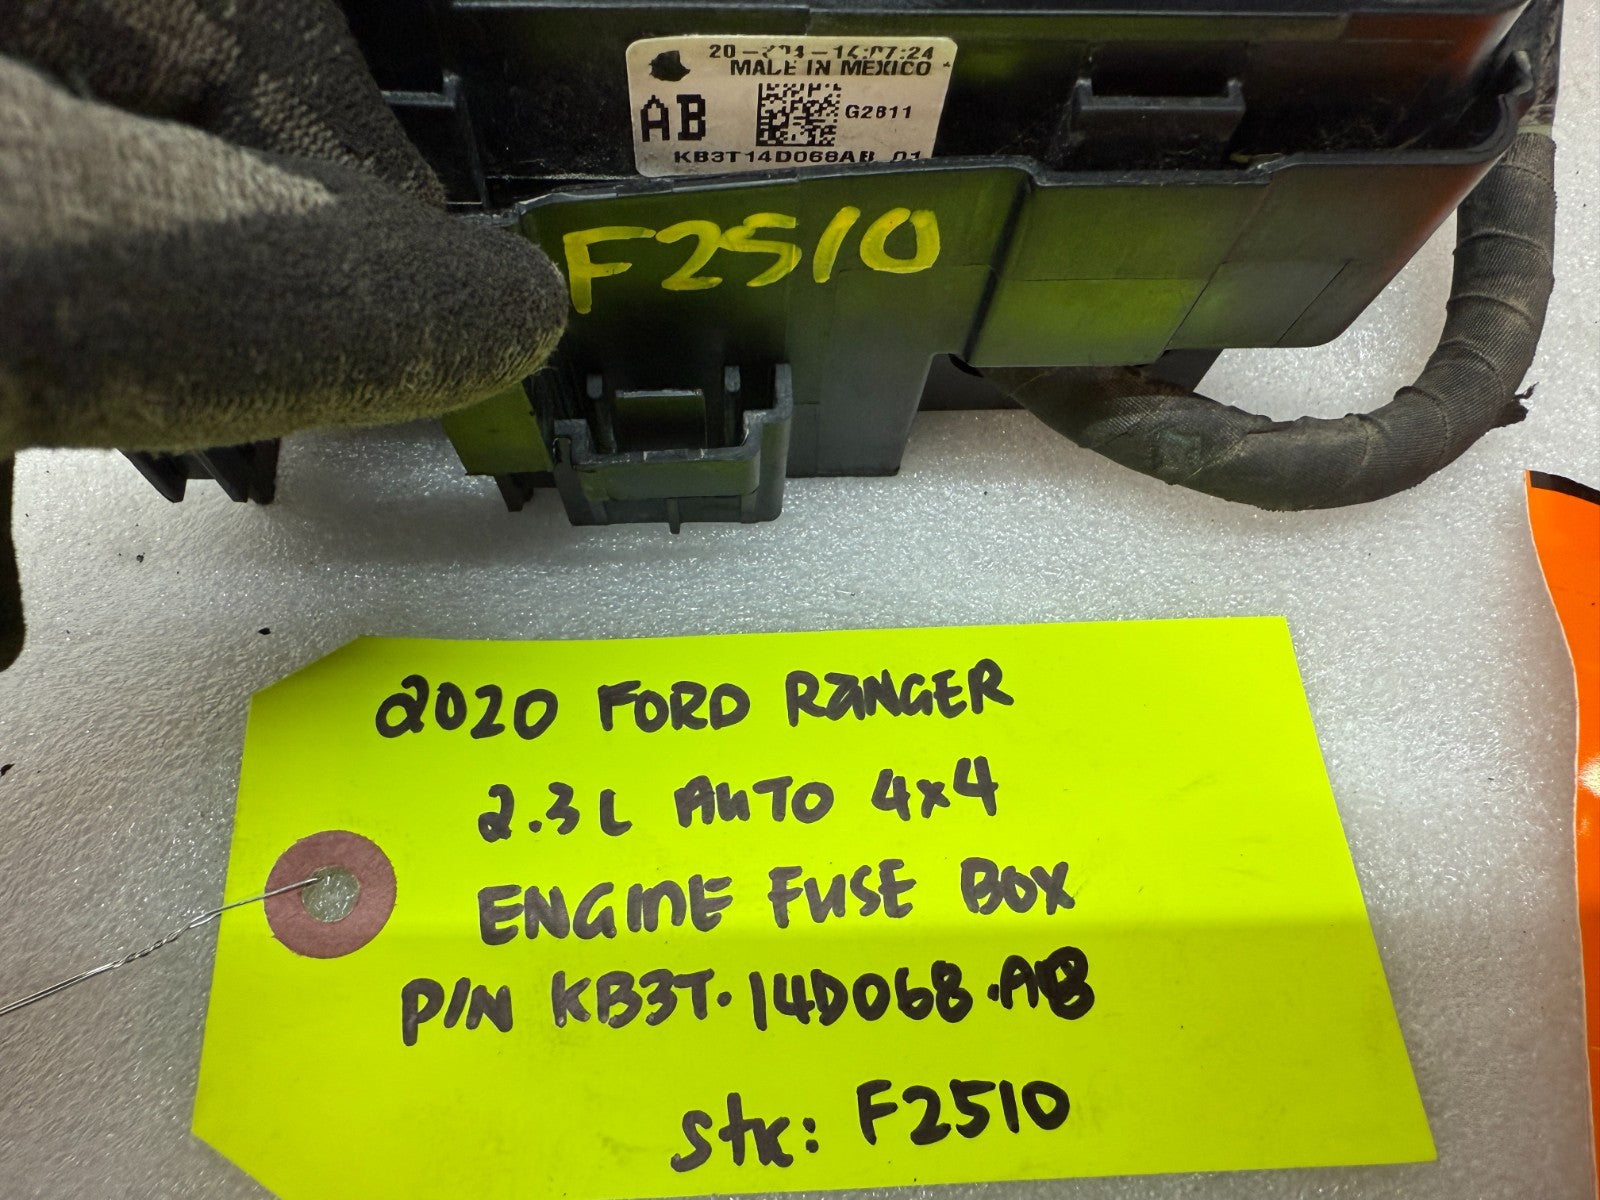 MADE IN MEXICO
AB
G2811
KB3T14D068AB 01
F2510
2020 FORD RANGER
2.3L AUTO 4x4
ENGINE FUSE BOX
P/N KB3T.14D068.AB
Stk: F2510